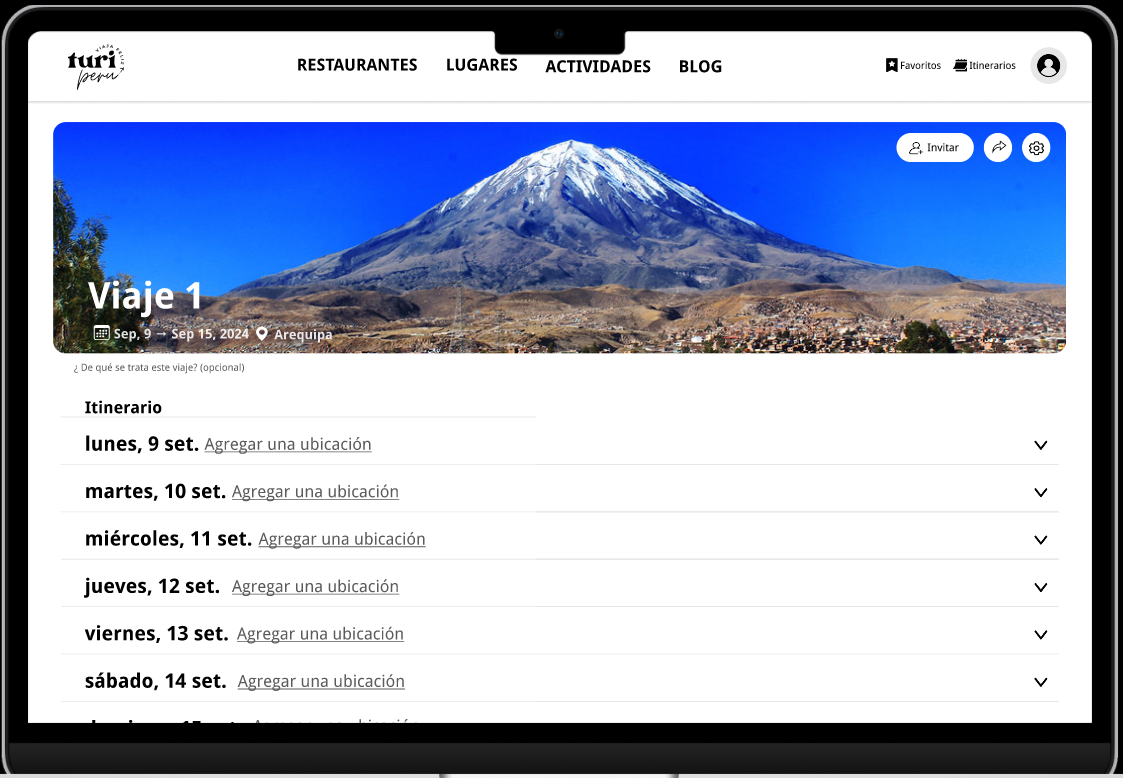 VIAJA FELIZ
turi
peru
RESTAURANTES LUGARES ACTIVIDADES BLOG
Favoritos Itinerarios
Invitar
Viaje 1
Sep, 9 → Sep 15, 2024 Arequipa
¿ De qué se trata este viaje? (opcional)
Itinerario
lunes, 9 set. Agregar una ubicación
martes, 10 set. Agregar una ubicación
miércoles, 11 set. Agregar una ubicación
jueves, 12 set. Agregar una ubicación
viernes, 13 set. Agregar una ubicación
sábado, 14 set. Agregar una ubicación